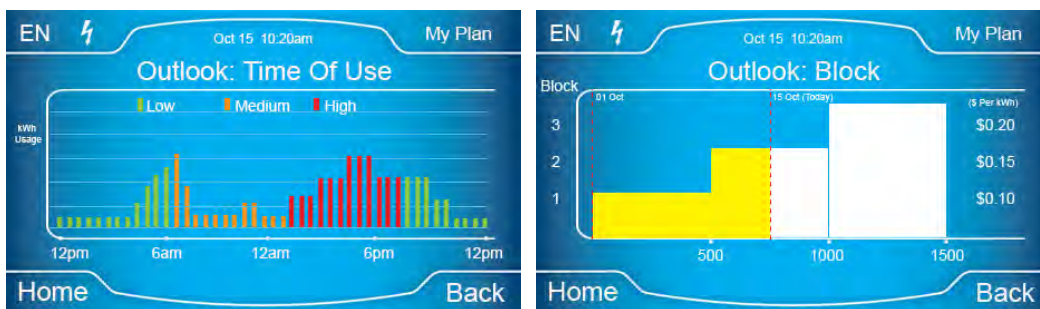 EN Oct 15 10:20am My Plan
Outlook: Time Of Use
Low Medium High
kWh
Usage
12pm 6am 12am 6pm 12pm
Home Back
EN Oct 15 10:20am My Plan
Outlook: Block
Block 01 Oct 15 Oct (Today) ($ Per kWh)
3 $0.20
2 $0.15
1 $0.10
500 1000 1500
Home Back